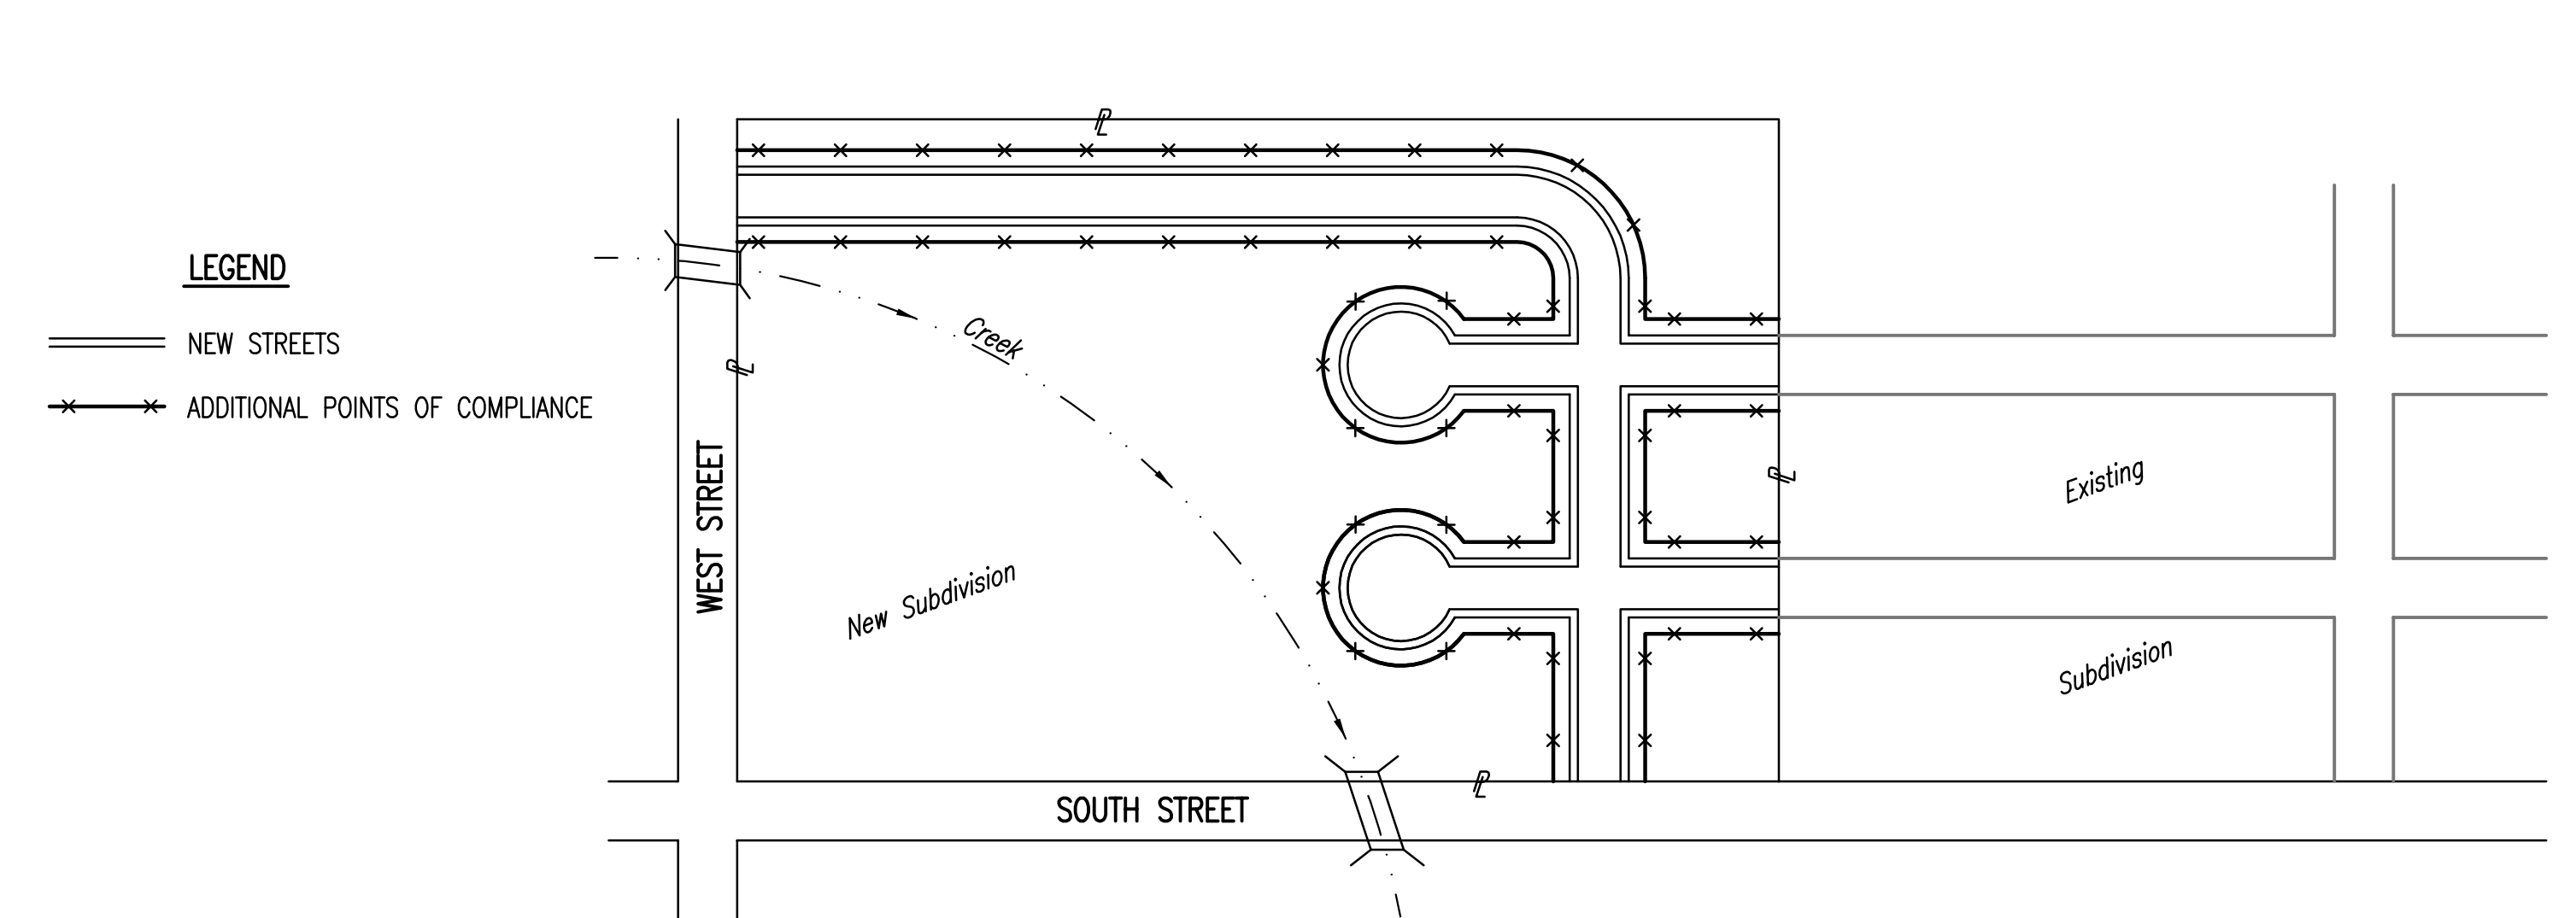 LEGEND
NEW STREETS
ADDITIONAL POINTS OF COMPLIANCE
℄
Creek
℄
WEST STREET
New Subdivision
℄
Existing
Subdivision
℄
SOUTH STREET